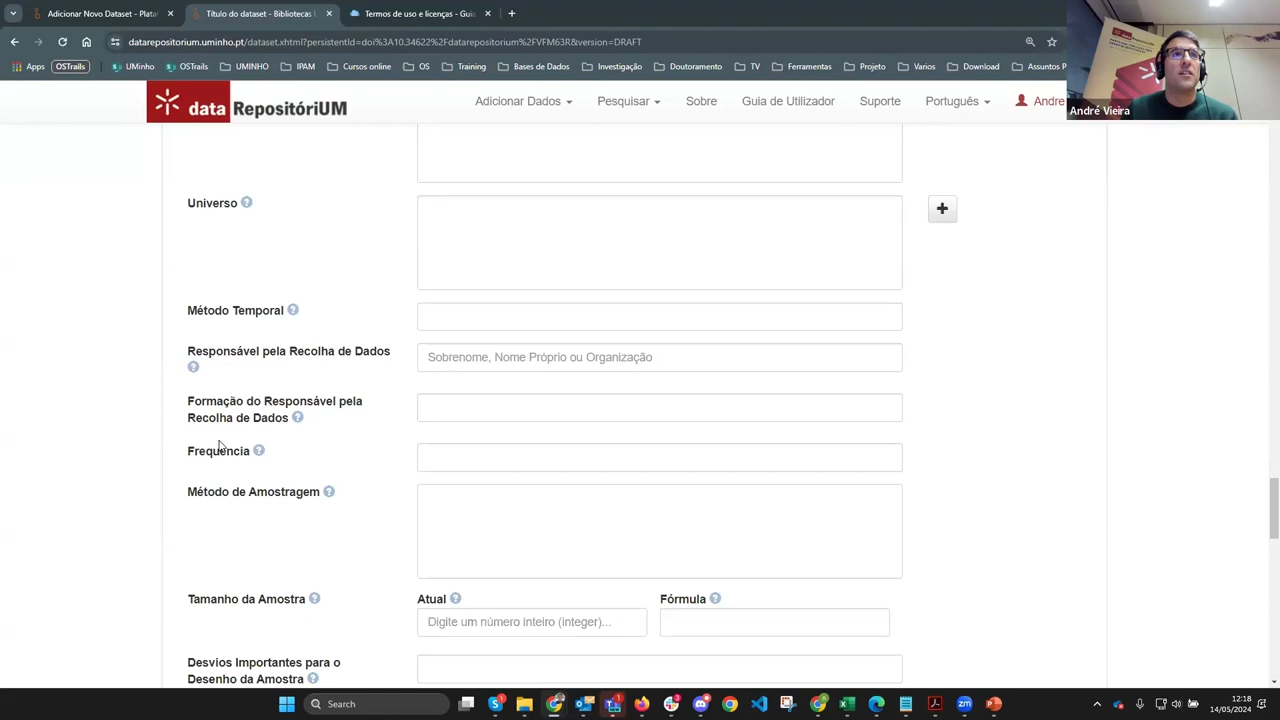 Adicionar Novo Dataset - Plat
Título do dataset - Bibliotecas
Termos de uso e licenças - Guia
datarepositorium.uminho.pt/dataset.xhtml?persistentId=doi%3A10.34622%2Fdatarepositorium%2FVFM63R&version=DRAFT
Apps
OSTrails
UMinho
OSTrails
UMINHO
IPAM
Cursos online
OS
Training
Bases de Dados
Investigação
Doutoramento
TV
Ferramentas
Projeto
Varios
Download
Assuntos P
André Vieira
data RepositóriUM
Adicionar Dados
Pesquisar
Sobre
Guia de Utilizador
Suporte
Português
Andre
Universo
Método Temporal
Responsável pela Recolha de Dados
Sobrenome, Nome Próprio ou Organização
Formação do Responsável pela
Recolha de Dados
Frequência
Método de Amostragem
Tamanho da Amostra
Atual
Fórmula
Digite um número inteiro (integer)...
Desvios Importantes para o
Desenho da Amostra
Search
12:18
14/05/2024